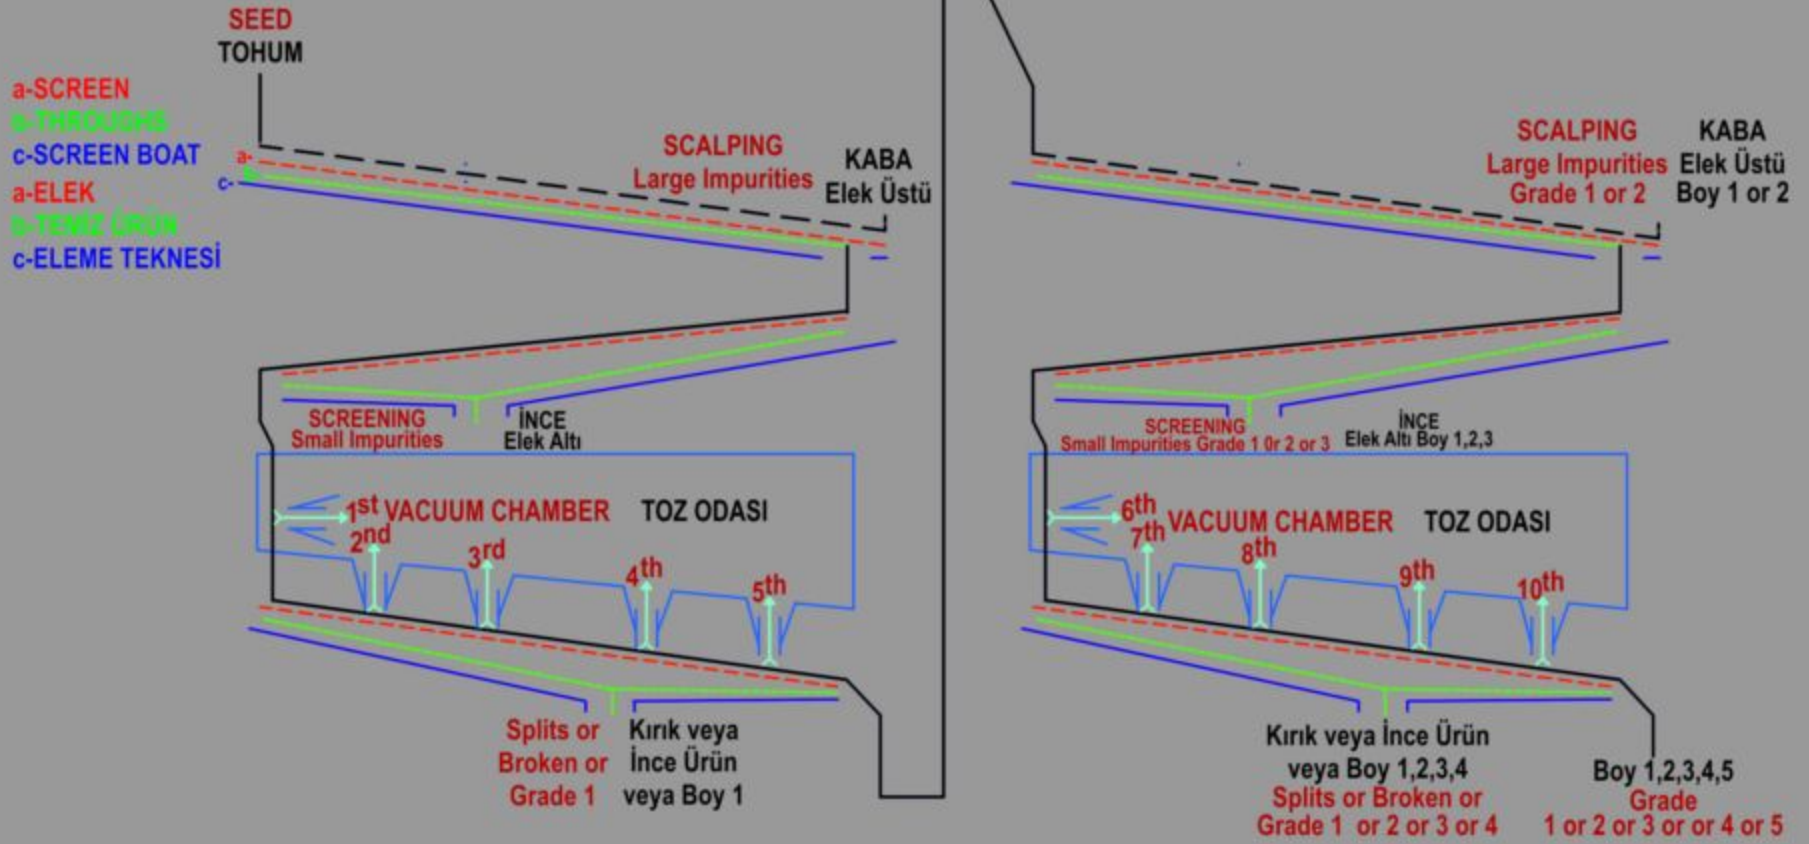 SEED
TOHUM
a-SCREEN
b-THROUGHS
c-SCREEN BOAT
a-ELEK
b-TEMİZ ÜRÜN
c-ELEME TEKNESİ
a-
c-
SCALPING
Large Impurities
KABA
Elek Üstü
SCREENING
Small Impurities
İNCE
Elek Altı
1st VACUUM CHAMBER TOZ ODASI
2nd
3rd
4th
5th
Splits or
Broken or
Grade 1
Kırık veya
İnce Ürün
veya Boy 1
SCALPING
Large Impurities
Grade 1 or 2
KABA
Elek Üstü
Boy 1 or 2
SCREENING
Small Impurities Grade 1 0r 2 or 3
İNCE
Elek Altı Boy 1,2,3
6th
7th VACUUM CHAMBER TOZ ODASI
8th
9th
10th
Kırık veya İnce Ürün
veya Boy 1,2,3,4
Splits or Broken or
Grade 1 or 2 or 3 or 4
Boy 1,2,3,4,5
Grade
1 or 2 or 3 or or 4 or 5